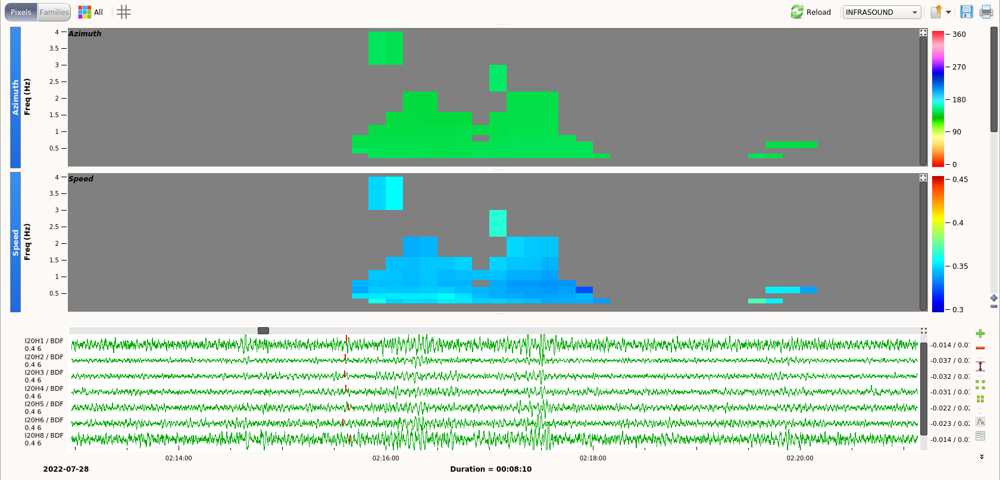 Pixels Families All Reload INFRASOUND
Azimuth
Azimuth
Freq (Hz)
4
3.5
3
2.5
2
1.5
1
0.5
360
270
180
90
0
Speed
Speed
Freq (Hz)
4
3.5
3
2.5
2
1.5
1
0.5
0.45
0.4
0.35
0.3
I20H1 / BDF
0.4 6
-0.014 / 0.0
I20H2 / BDF
0.4 6
-0.037 / 0.0
I20H3 / BDF
0.4 6
-0.032 / 0.0
I20H4 / BDF
0.4 6
-0.031 / 0.0
I20H5 / BDF
0.4 6
-0.022 / 0.0
I20H6 / BDF
0.4 6
-0.023 / 0.0
I20H8 / BDF
0.4 6
-0.014 / 0.0
02:14:00 02:16:00 02:18:00 02:20:00
2022-07-28 Duration = 00:08:10